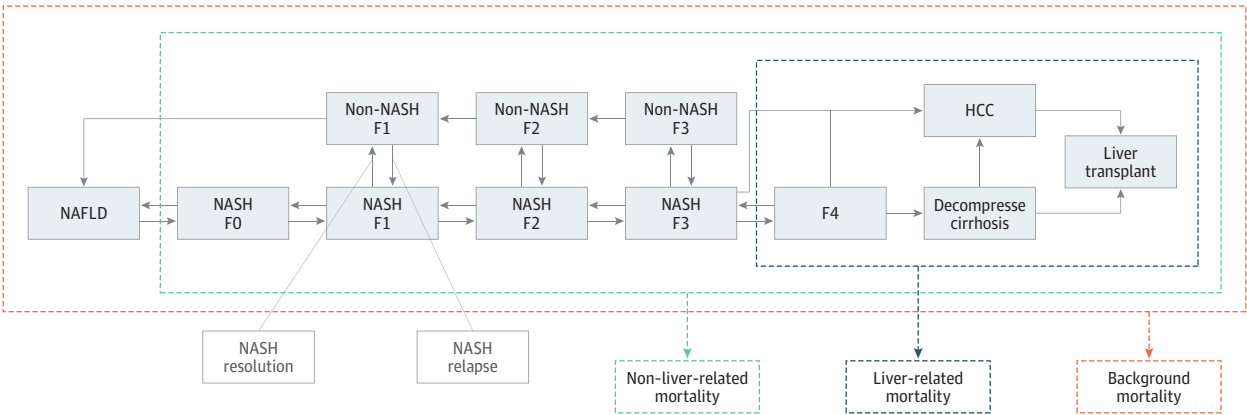 Non-NASH
F1
Non-NASH
F2
Non-NASH
F3
HCC
Liver
transplant
NAFLD
NASH
F0
NASH
F1
NASH
F2
NASH
F3
F4
Decompresse
cirrhosis
NASH
resolution
NASH
relapse
Non-liver-related
mortality
Liver-related
mortality
Background
mortality